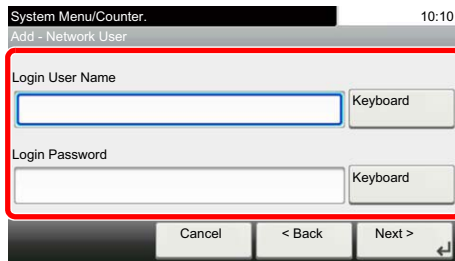 System Menu/Counter. 10:10
Add - Network User
Login User Name
Keyboard
Login Password
Keyboard
Cancel < Back Next >